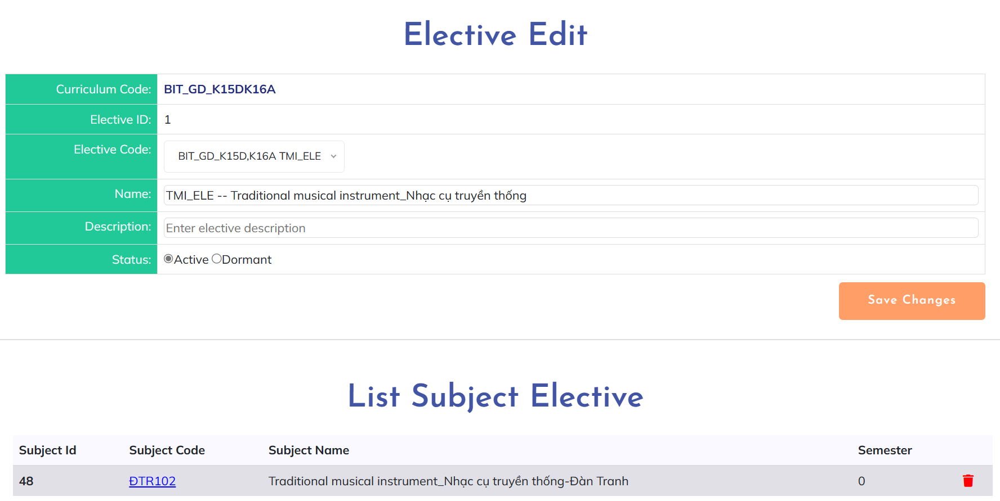 Elective Edit
Curriculum Code: BIT_GD_K15DK16A
Elective ID: 1
Elective Code: BIT_GD_K15D,K16A TMI_ELE
Name: TMI_ELE -- Traditional musical instrument_Nhạc cụ truyền thống
Description: Enter elective description
Status: Active Dormant
Save Changes
List Subject Elective
Subject Id Subject Code Subject Name Semester
48 ĐTR102 Traditional musical instrument_Nhạc cụ truyền thống-Đàn Tranh 0